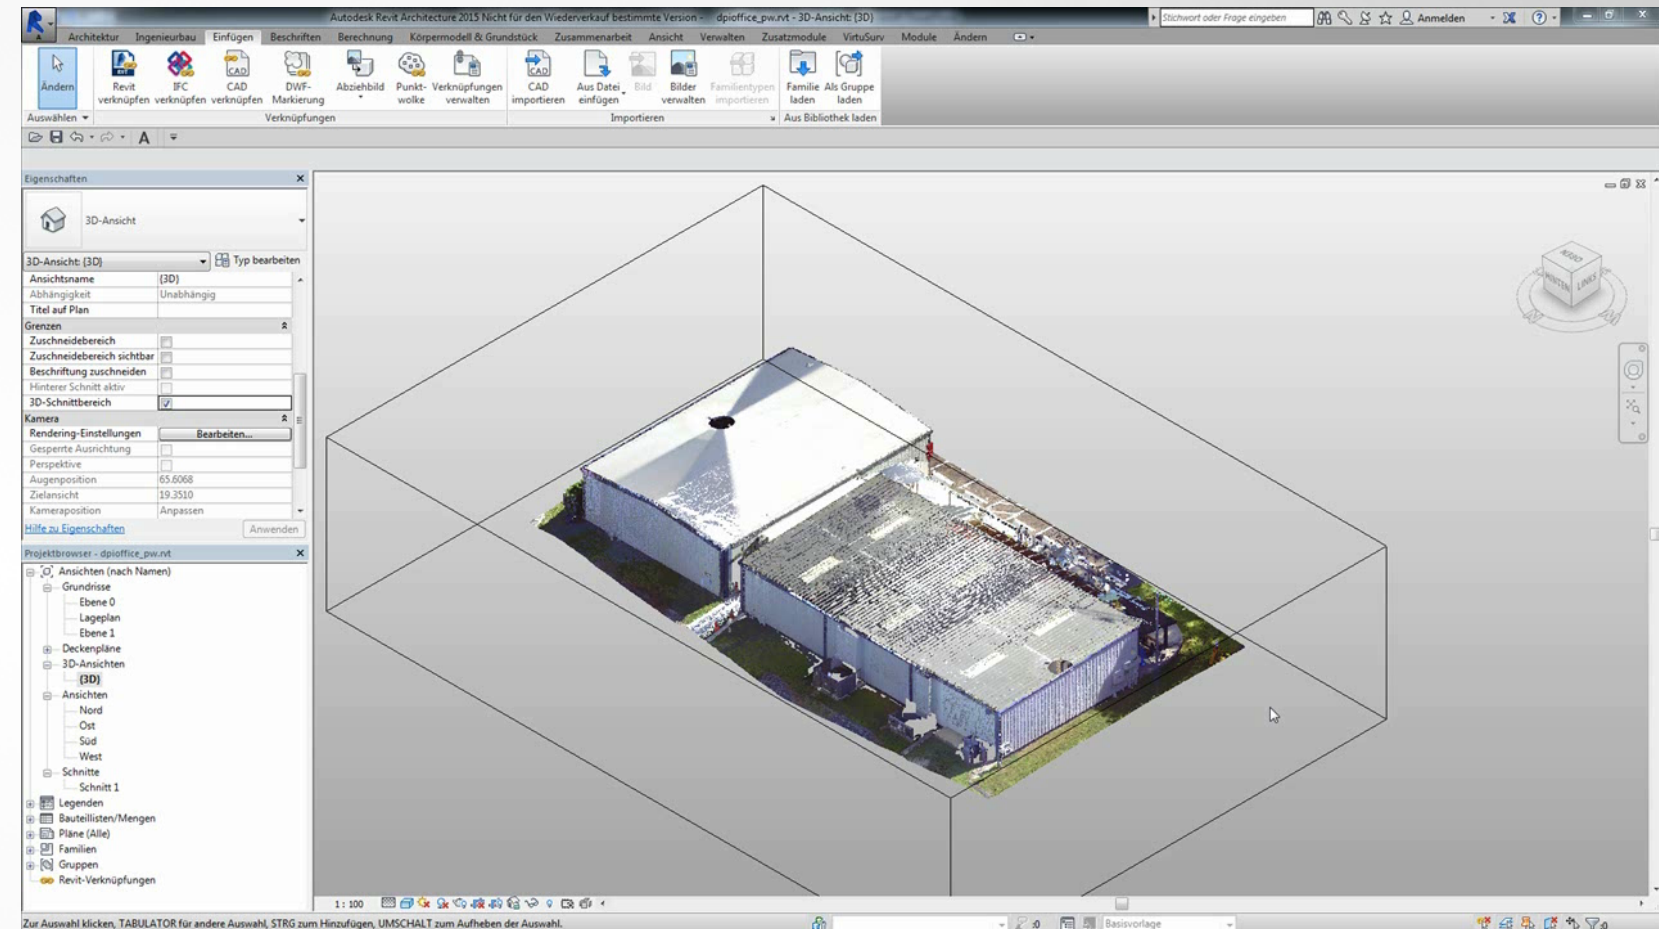 Autodesk Revit Architecture 2015 Nicht für den Wiederverkauf bestimmte Version - dpioffice_pw.rvt - 3D-Ansicht: {3D}
Stichwort oder Frage eingeben
Anmelden
Architektur Ingenieurbau Einfügen Beschriften Berechnung Körpermodell & Grundstück Zusammenarbeit Ansicht Verwalten Zusatzmodule VirtuSurv Module Ändern
Ändern
Revit verknüpfen
IFC verknüpfen
CAD verknüpfen
DWF-Markierung
Abziehbild
Punkt-wolke
Verknüpfungen verwalten
CAD importieren
Aus Datei einfügen
Bild
Bilder verwalten
Familientypen importieren
Familie laden
Als Gruppe laden
Auswählen
Verknüpfungen
Importieren
Aus Bibliothek laden
A
Eigenschaften
3D-Ansicht
3D-Ansicht: {3D}
Typ bearbeiten
Ansichtsname {3D}
Abhängigkeit Unabhängig
Titel auf Plan
Grenzen
Zuschneidebereich
Zuschneidebereich sichtbar
Beschriftung zuschneiden
Hinterer Schnitt aktiv
3D-Schnittbereich
Kamera
Rendering-Einstellungen Bearbeiten...
Gesperrte Ausrichtung
Perspektive
Augenposition 65.6068
Zielansicht 19.3510
Kameraposition Anpassen
Hilfe zu Eigenschaften
Anwenden
Projektbrowser - dpioffice_pw.rvt
Ansichten (nach Namen)
Grundrisse
Ebene 0
Lageplan
Ebene 1
Deckenpläne
3D-Ansichten
{3D}
Ansichten
Nord
Ost
Süd
West
Schnitte
Schnitt 1
Legenden
Bauteillisten/Mengen
Pläne (Alle)
Familien
Gruppen
Revit-Verknüpfungen
OBEN
HINTEN
LINKS
1 : 100
Zur Auswahl klicken, TABULATOR für andere Auswahl, STRG zum Hinzufügen, UMSCHALT zum Aufheben der Auswahl.
:0
Basisvorlage
:0